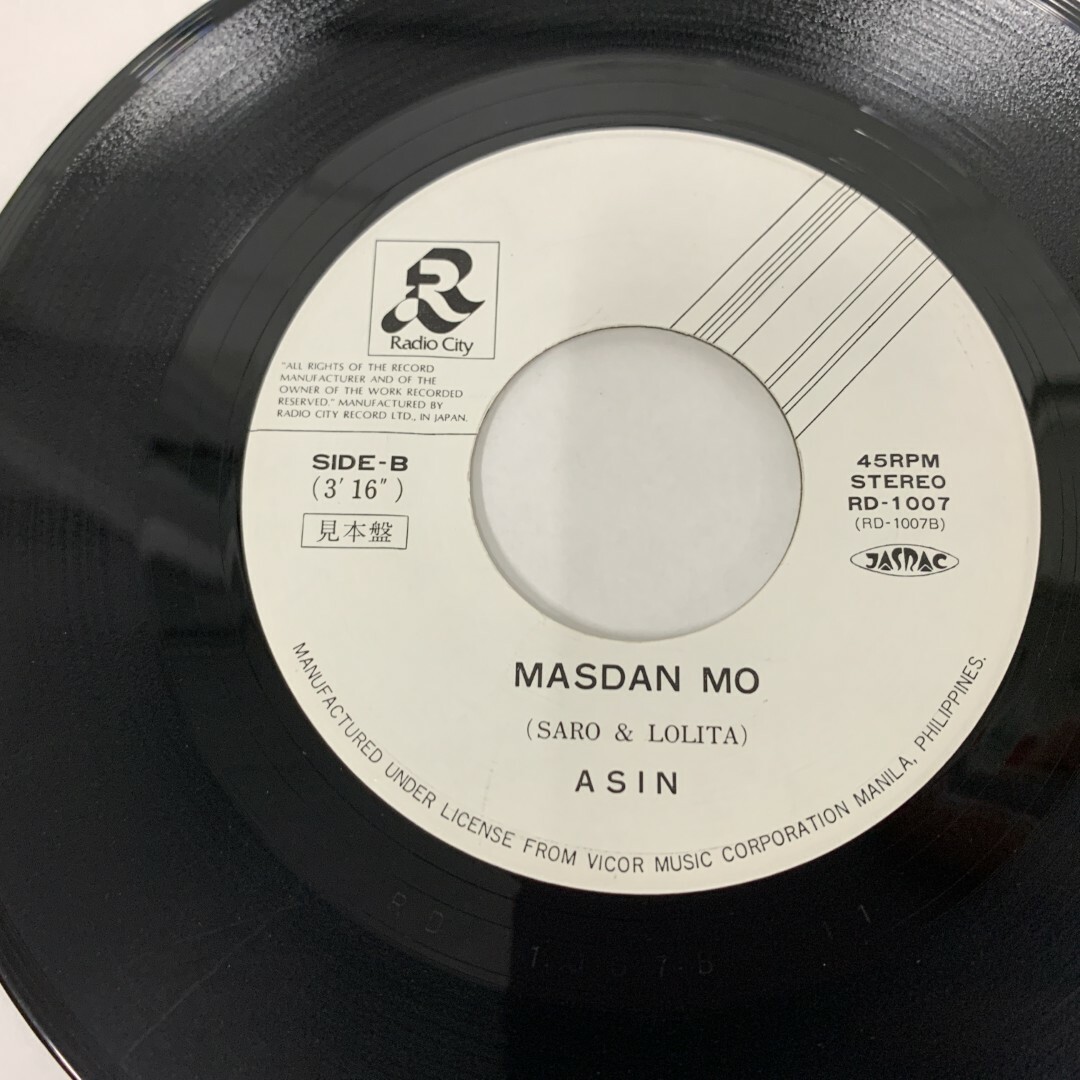 R
Radio City
"ALL RIGHTS OF THE RECORD
MANUFACTURER AND OF THE
OWNER OF THE WORK RECORDED
RESERVED." MANUFACTURED BY
RADIO CITY RECORD LTD., IN JAPAN.
SIDE-B
(3′ 16″)
見本盤
45RPM
STEREO
RD-1007
(RD-1007B)
JASRAC
MASDAN MO
(SARO & LOLITA)
ASIN
MANUFACTURED UNDER LICENSE FROM VICOR MUSIC CORPORATION MANILA, PHILIPPINES.
RD